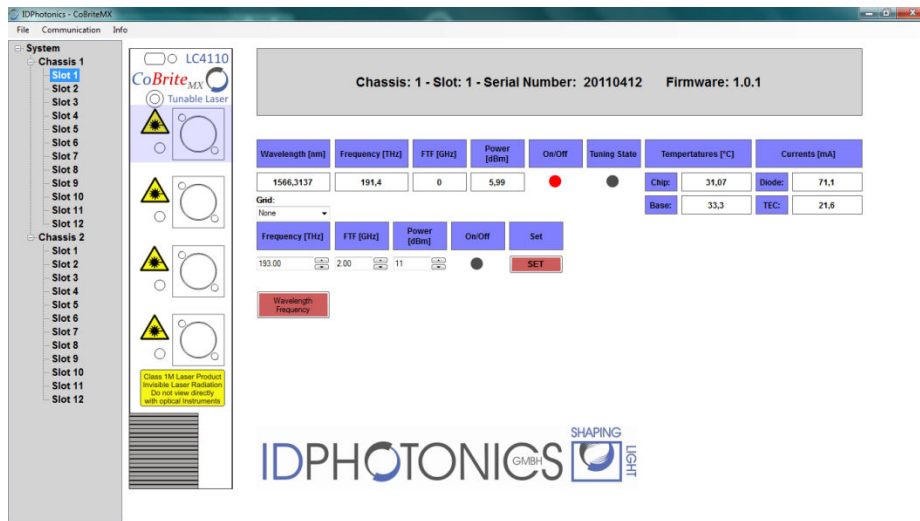 IDPhotonics - CoBriteMX
File Communication Info
System
Chassis 1
Slot 1
Slot 2
Slot 3
Slot 4
Slot 5
Slot 6
Slot 7
Slot 8
Slot 9
Slot 10
Slot 11
Slot 12
Chassis 2
Slot 1
Slot 2
Slot 3
Slot 4
Slot 5
Slot 6
Slot 7
Slot 8
Slot 9
Slot 10
Slot 11
Slot 12
LC4110
CoBrite MX
Tunable Laser
Class 1M Laser Product
Invisible Laser Radiation
Do not view directly
with optical Instruments
Chassis: 1 - Slot: 1 - Serial Number: 20110412 Firmware: 1.0.1
Wavelength [nm] Frequency [THz] FTF [GHz] Power [dBm] On/Off Tuning State Tempertatures [°C] Currents [mA]
1566,3137 191,4 0 5,99 Chip: 31,07 Diode: 71,1
Base: 33,3 TEC: 21,6
Grid:
None
Frequency [THz] FTF [GHz] Power [dBm] On/Off Set
193.00 2.00 11 SET
Wavelength
Frequency
IDPHOTONICS GMBH
SHAPING
LIGHT